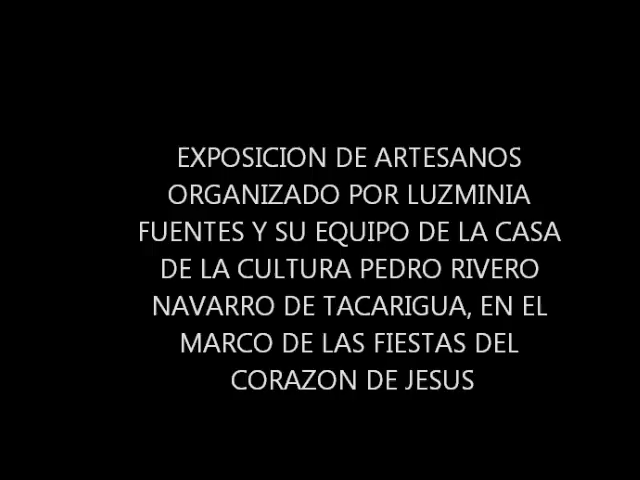 EXPOSICION DE ARTESANOS
ORGANIZADO POR LUZMINIA
FUENTES Y SU EQUIPO DE LA CASA
DE LA CULTURA PEDRO RIVERO
NAVARRO DE TACARIGUA, EN EL
MARCO DE LAS FIESTAS DEL
CORAZON DE JESUS